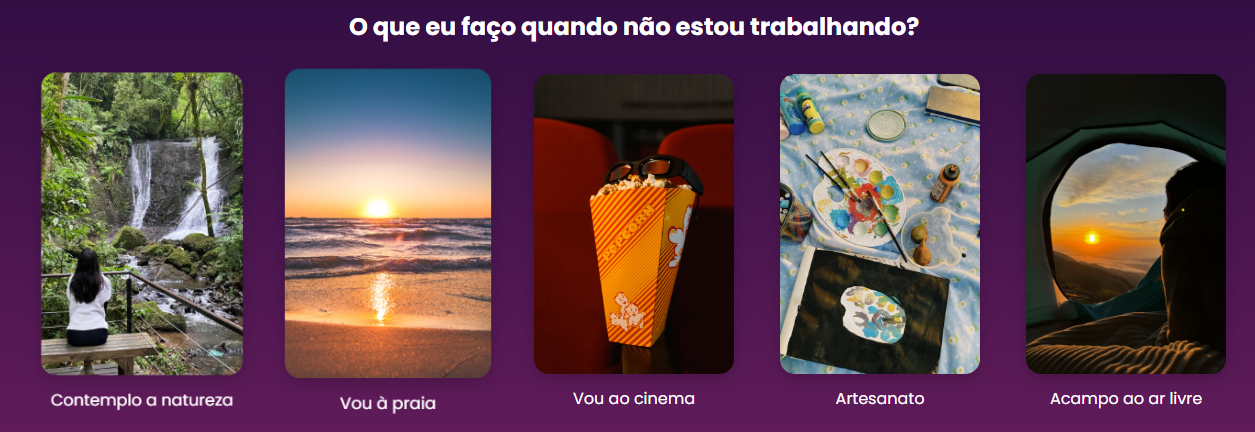 O que eu faço quando não estou trabalhando?
POPCORN
Contemplo a natureza
Vou à praia
Vou ao cinema
Artesanato
Acampo ao ar livre